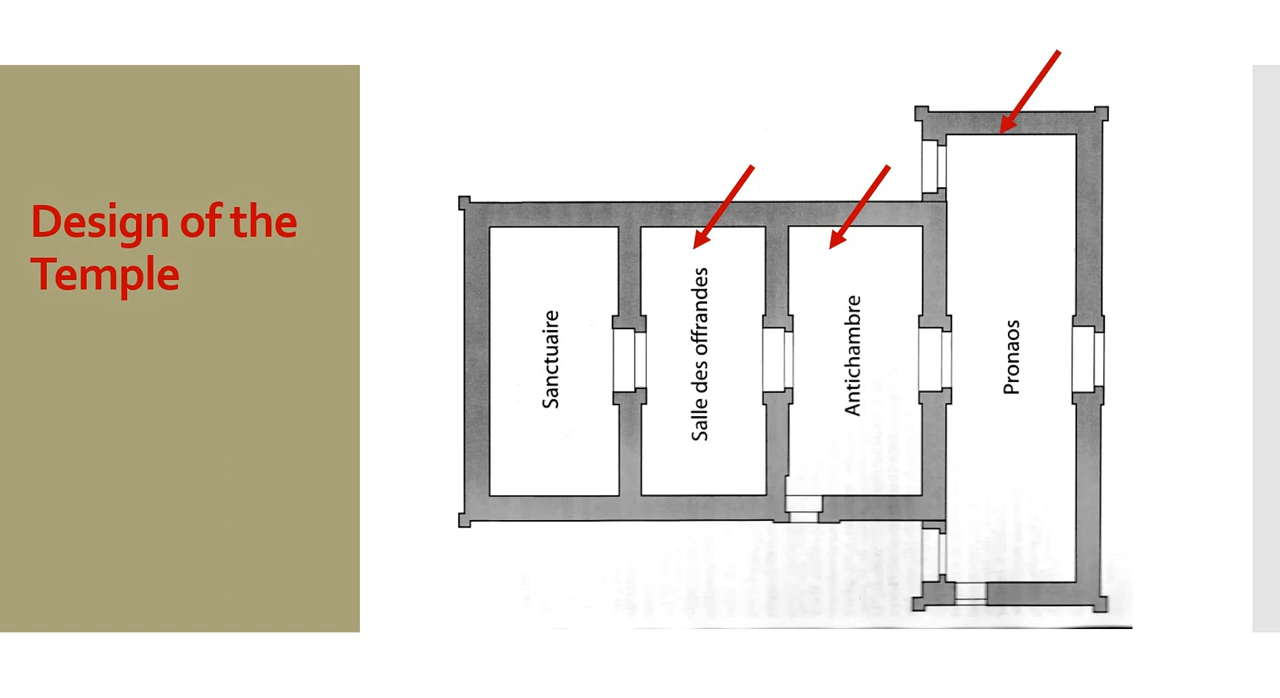 Design of the
Temple
Sanctuaire
Salle des offrandes
Antichambre
Pronaos